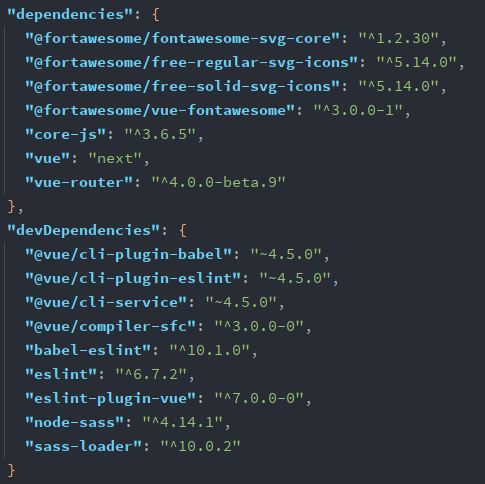 "dependencies": {
"@fortawesome/fontawesome-svg-core": "^1.2.30",
"@fortawesome/free-regular-svg-icons": "^5.14.0",
"@fortawesome/free-solid-svg-icons": "^5.14.0",
"@fortawesome/vue-fontawesome": "^3.0.0-1",
"core-js": "^3.6.5",
"vue": "next",
"vue-router": "^4.0.0-beta.9"
},
"devDependencies": {
"@vue/cli-plugin-babel": "~4.5.0",
"@vue/cli-plugin-eslint": "~4.5.0",
"@vue/cli-service": "~4.5.0",
"@vue/compiler-sfc": "^3.0.0-0",
"babel-eslint": "^10.1.0",
"eslint": "^6.7.2",
"eslint-plugin-vue": "^7.0.0-0",
"node-sass": "^4.14.1",
"sass-loader": "^10.0.2"
}